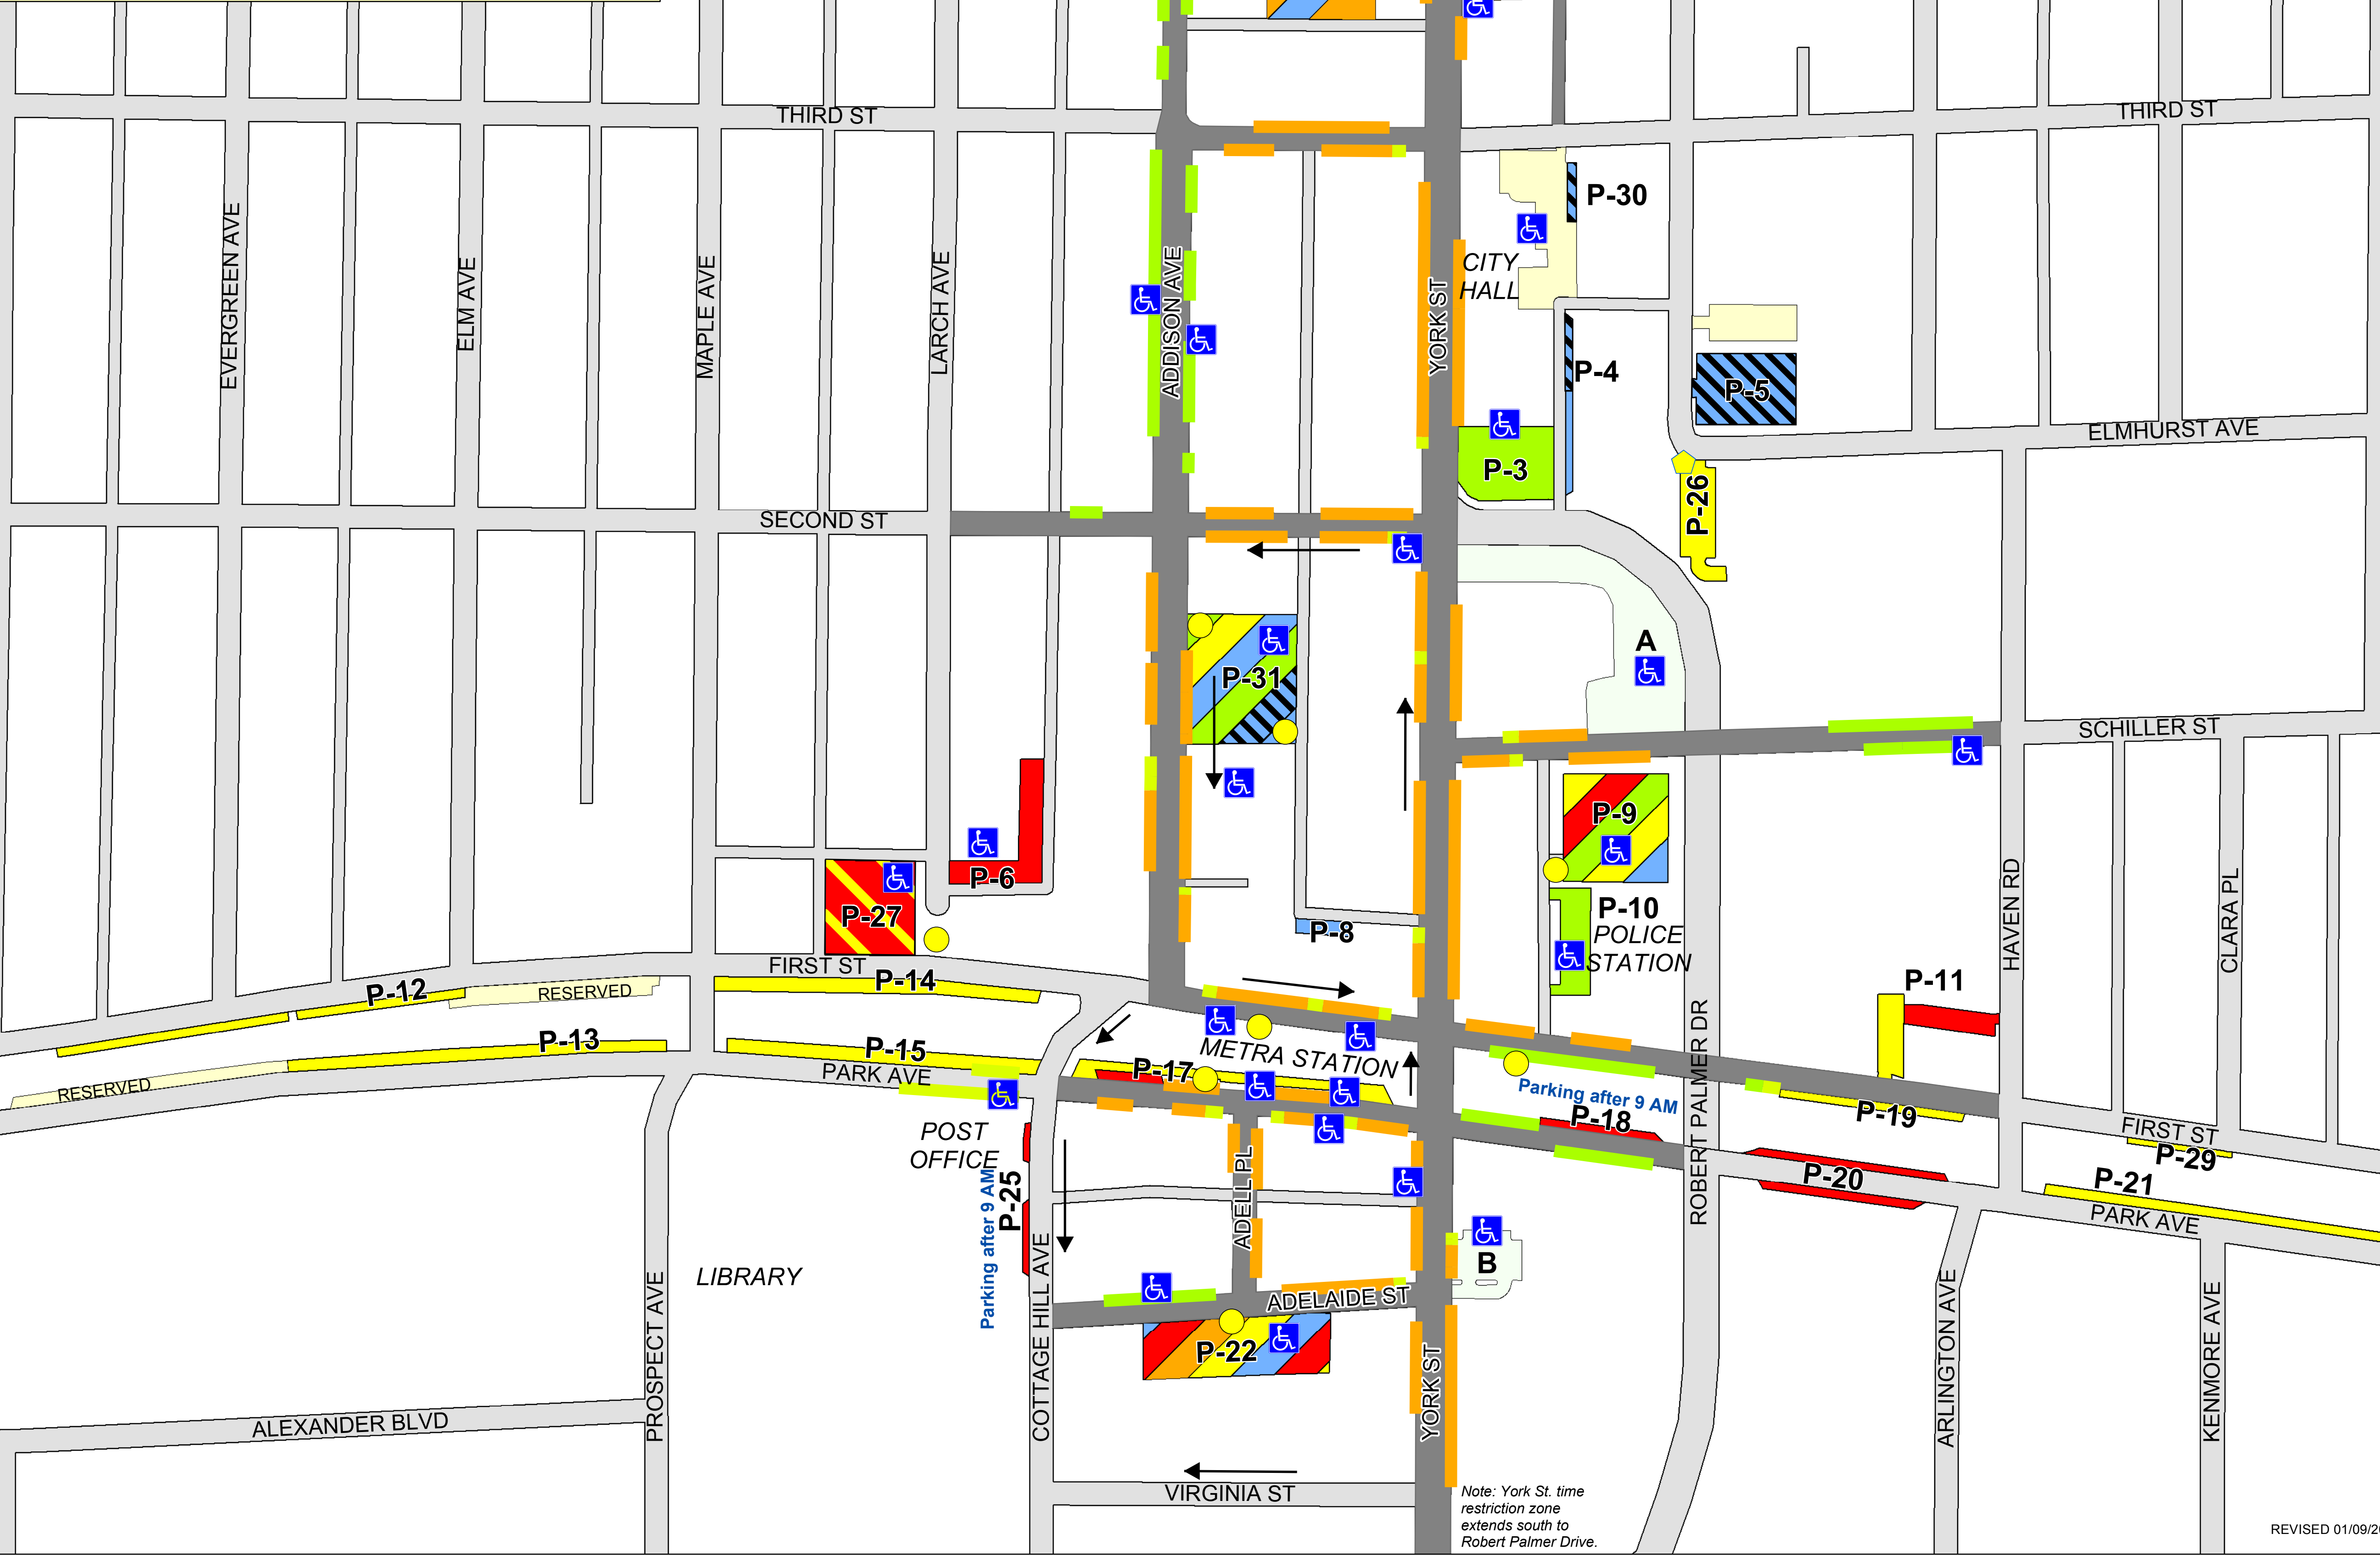 THIRD ST
THIRD ST
P-30
EVERGREEN AVE
ELM AVE
MAPLE AVE
LARCH AVE
ADDISON AVE
YORK ST
CITY
HALL
P-4
P-5
ELMHURST AVE
P-3
P-26
SECOND ST
A
P-31
SCHILLER ST
P-9
P-6
P-27
P-10
POLICE
STATION
P-8
HAVEN RD
CLARA PL
FIRST ST
P-14
P-12
RESERVED
P-11
P-13
P-15
METRA STATION
PARK AVE
P-17
RESERVED
Parking after 9 AM
P-18
ROBERT PALMER DR
P-19
FIRST ST
P-29
POST
OFFICE
Parking after 9 AM
P-25
P-20
P-21
PARK AVE
ADELL PL
LIBRARY
B
ADELAIDE ST
P-22
PROSPECT AVE
COTTAGE HILL AVE
YORK ST
ARLINGTON AVE
KENMORE AVE
ALEXANDER BLVD
VIRGINIA ST
Note: York St. time
restriction zone
extends south to
Robert Palmer Drive.
REVISED 01/09/20